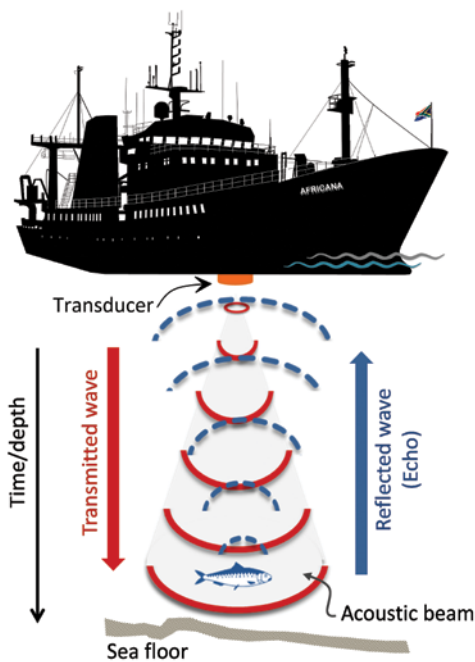 AFRICANA
Transducer
Time/depth
Transmitted wave
Reflected wave
(Echo)
Acoustic beam
Sea floor